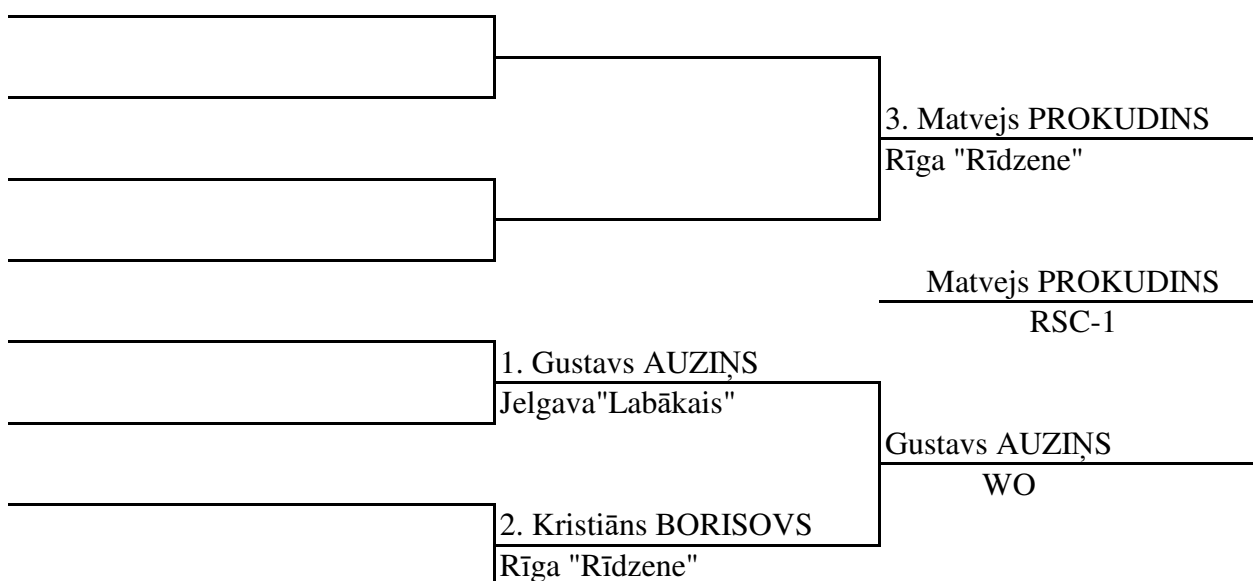 3. Matvejs PROKUDINS
Rīga "Rīdzene"
Matvejs PROKUDINS
RSC-1
1. Gustavs AUZIŅS
Jelgava"Labākais"
Gustavs AUZIŅS
WO
2. Kristiāns BORISOVS
Rīga "Rīdzene"